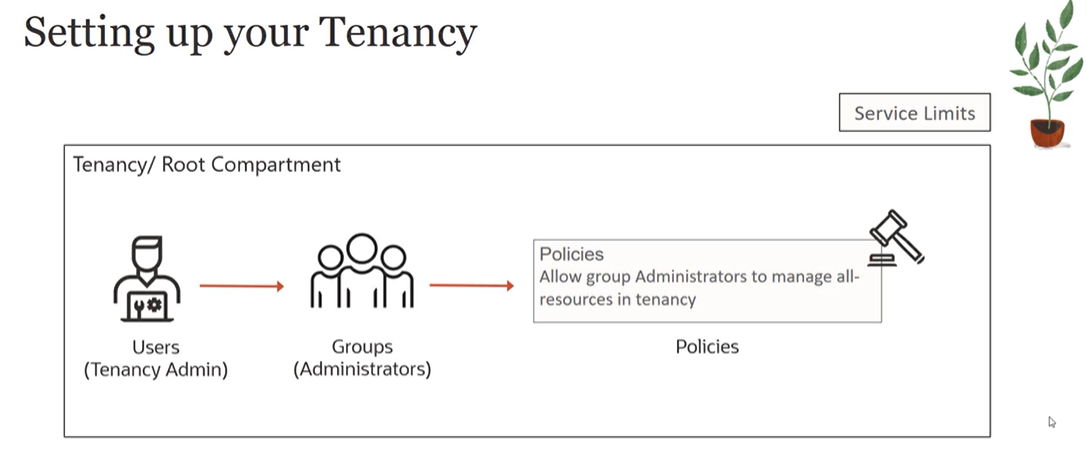 Setting up your Tenancy
Service Limits
Tenancy/ Root Compartment
Policies
Allow group Administrators to manage all-
resources in tenancy
Users
(Tenancy Admin)
Groups
(Administrators)
Policies